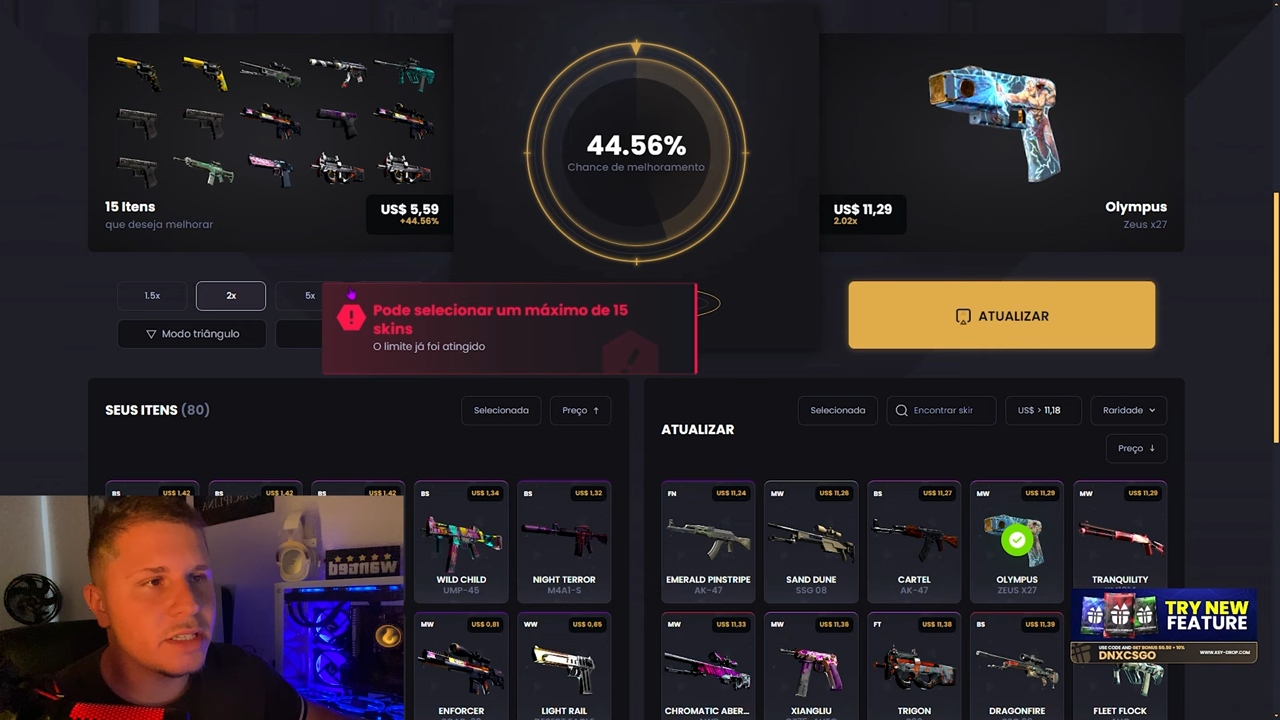 44.56%
Chance de melhoramento
15 Itens
que deseja melhorar
US$ 5,59
+44.56%
US$ 11,29
2.02x
Olympus
Zeus x27
1.5x
2x
5x
Modo triângulo
Pode selecionar um máximo de 15
skins
O limite já foi atingido
ATUALIZAR
SEUS ITENS (80)
Selecionada
Preço ↑
ATUALIZAR
Selecionada
Encontrar skir
US$ > 11,18
Raridade
Preço ↓
BS
US$ 1,42
BS
US$ 1,42
BS
US$ 1,42
BS
US$ 1,34
WILD CHILD
UMP-45
BS
US$ 1,32
NIGHT TERROR
M4A1-S
MW
US$ 0,81
ENFORCER
WW
US$ 0,65
LIGHT RAIL
FN
US$ 11,24
EMERALD PINSTRIPE
AK-47
MW
US$ 11,26
SAND DUNE
SSG 08
BS
US$ 11,27
CARTEL
AK-47
MW
US$ 11,29
OLYMPUS
ZEUS X27
MW
US$ 11,29
TRANQUILITY
MW
US$ 11,33
CHROMATIC ABER...
MW
US$ 11,36
XIANGLIU
FT
US$ 11,38
TRIGON
BS
US$ 11,39
DRAGONFIRE
FLEET FLOCK
TRY NEW
FEATURE
USE CODE AND GET BONUS $0.50 + 10%
DNXCSGO
WWW.KEY-DROP.COM